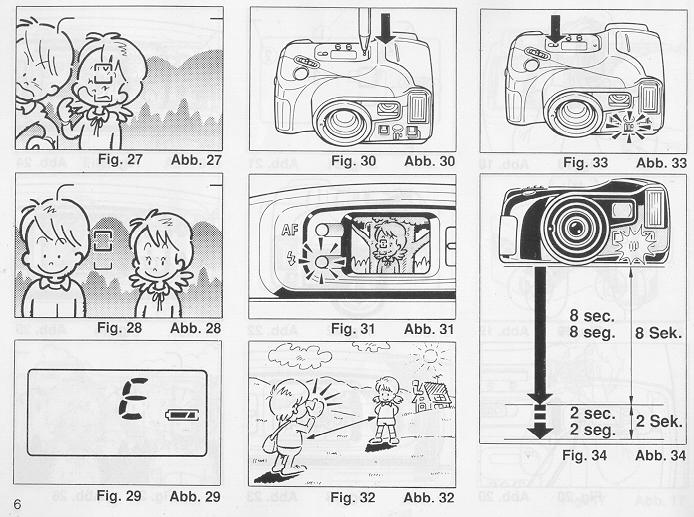 Fig. 27 Abb. 27
Fig. 30 Abb. 30
Fig. 33 Abb. 33
AF
Fig. 28 Abb. 28
Fig. 31 Abb. 31
8 sec.
8 seg.
8 Sek.
2 sec.
2 seg.
2 Sek.
E
Fig. 29 Abb. 29
Fig. 32 Abb. 32
Fig. 34 Abb. 34
6